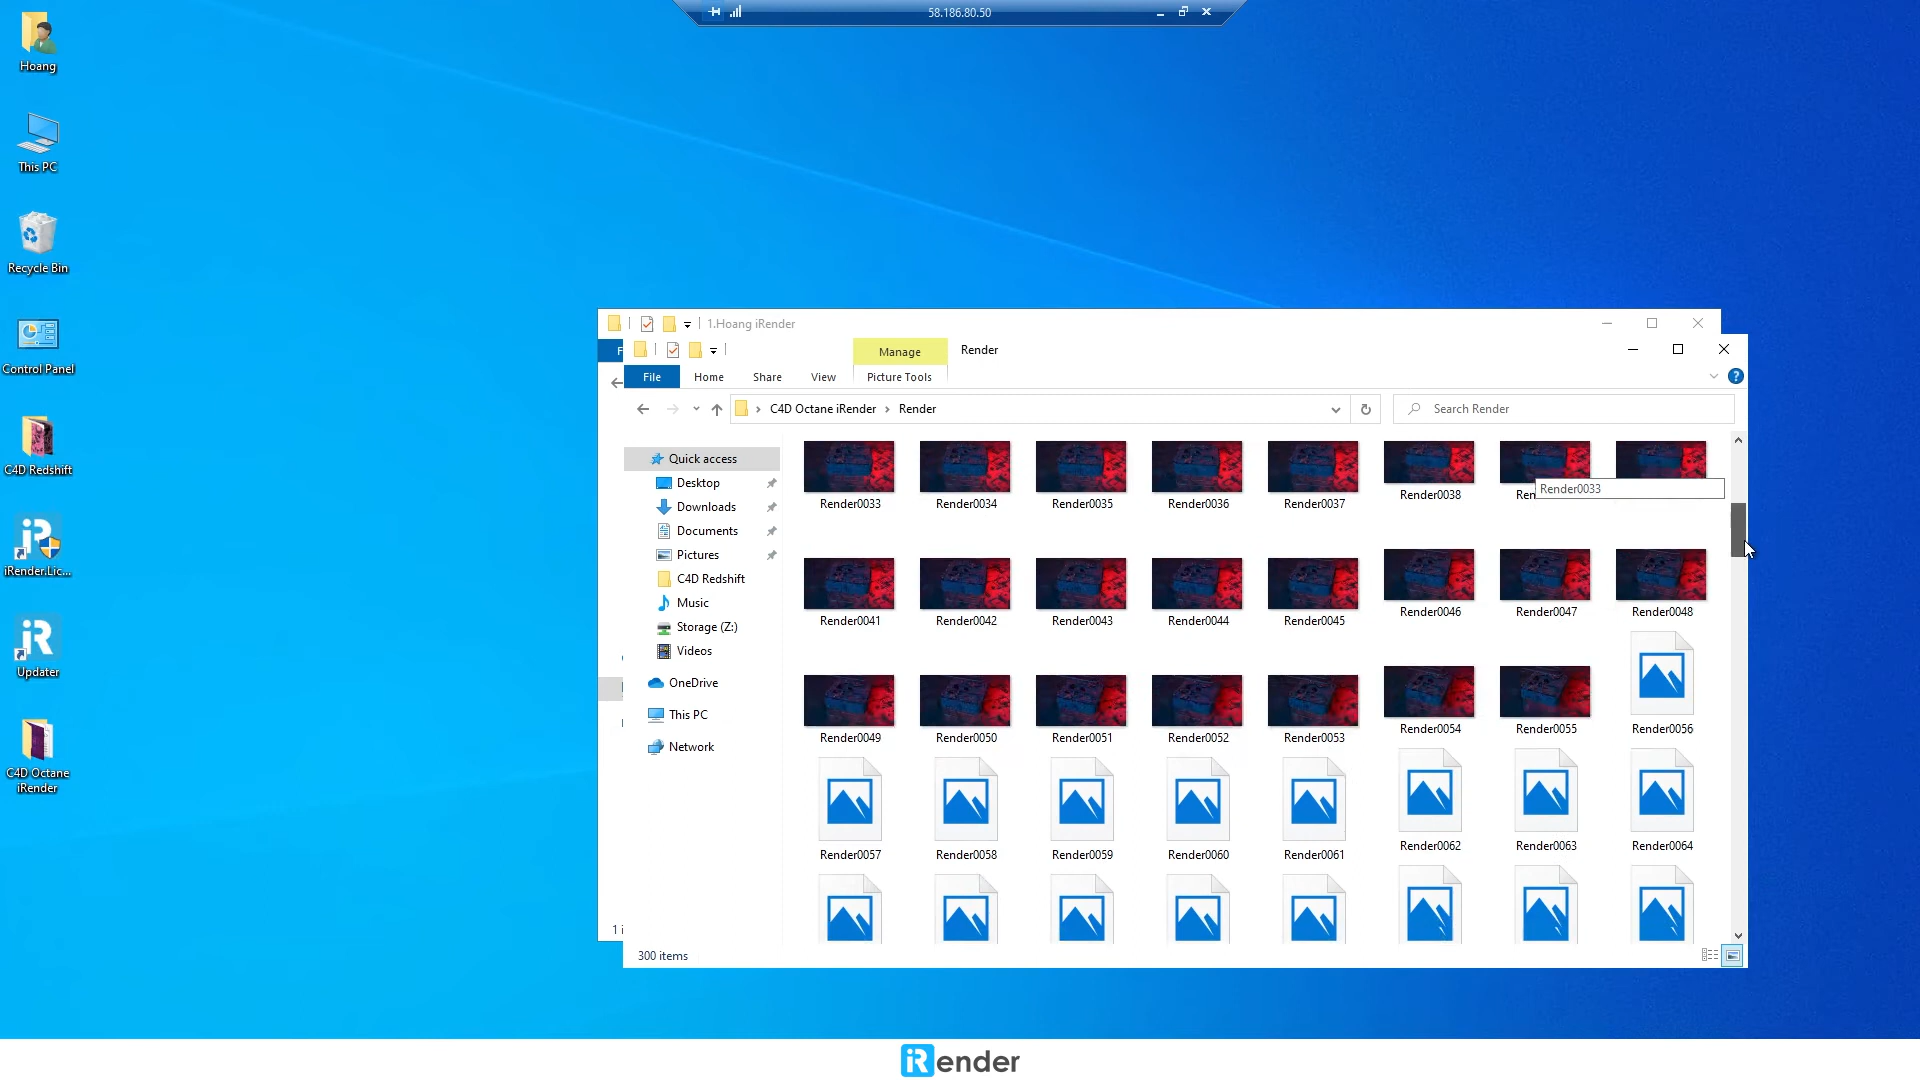 58.186.80.50
Hoang
This PC
Recycle Bin
Control Panel
C4D Redshift
iRender.Lic...
Updater
C4D Octane
iRender
1.Hoang iRender
F
Manage
Render
File
Home
Share
View
Picture Tools
?
C4D Octane iRender
Render
Search Render
Quick access
Desktop
Downloads
Documents
Pictures
C4D Redshift
Music
Storage (Z:)
Videos
OneDrive
This PC
Network
Render0033 Render0034 Render0035 Render0036 Render0037 Render0038 Ren
Render0033
Render0041 Render0042 Render0043 Render0044 Render0045 Render0046 Render0047 Render0048
Render0049 Render0050 Render0051 Render0052 Render0053 Render0054 Render0055 Render0056
Render0057 Render0058 Render0059 Render0060 Render0061 Render0062 Render0063 Render0064
1 i
300 items
iRender